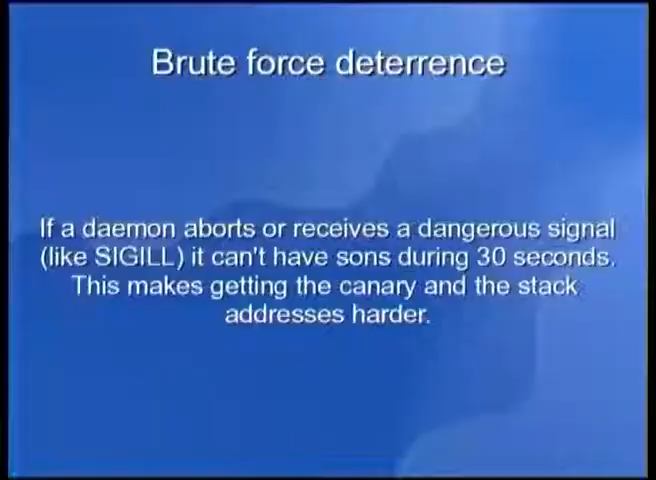 Brute force deterrence
If a daemon aborts or receives a dangerous signal
(like SIGILL) it can't have sons during 30 seconds.
This makes getting the canary and the stack
addresses harder.